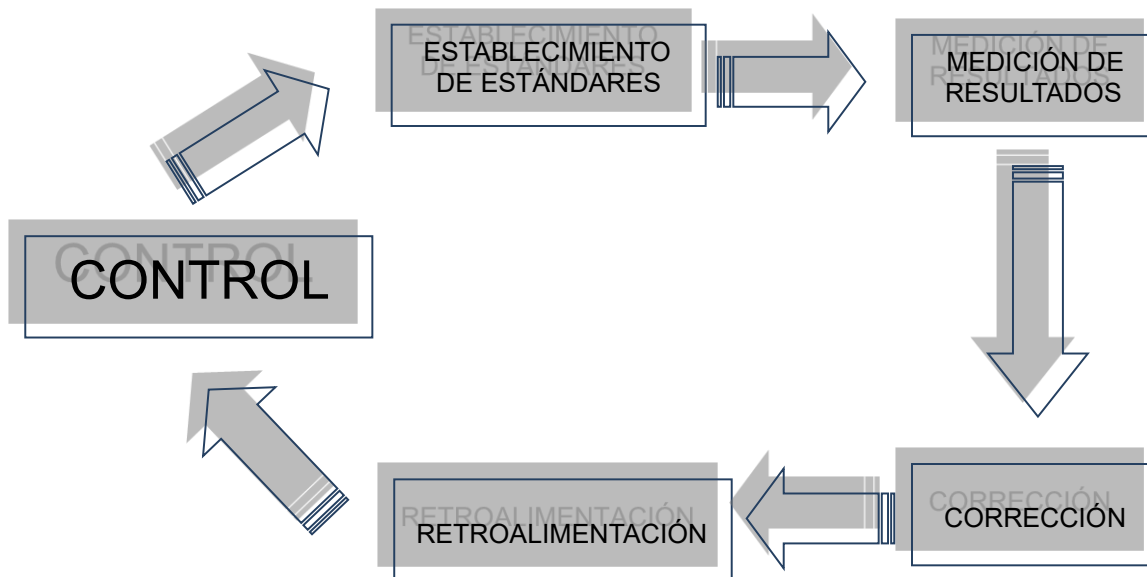 ESTABLECIMIENTO
DE ESTÁNDARES
MEDICIÓN DE
RESULTADOS
CONTROL
RETROALIMENTACIÓN
CORRECCIÓN